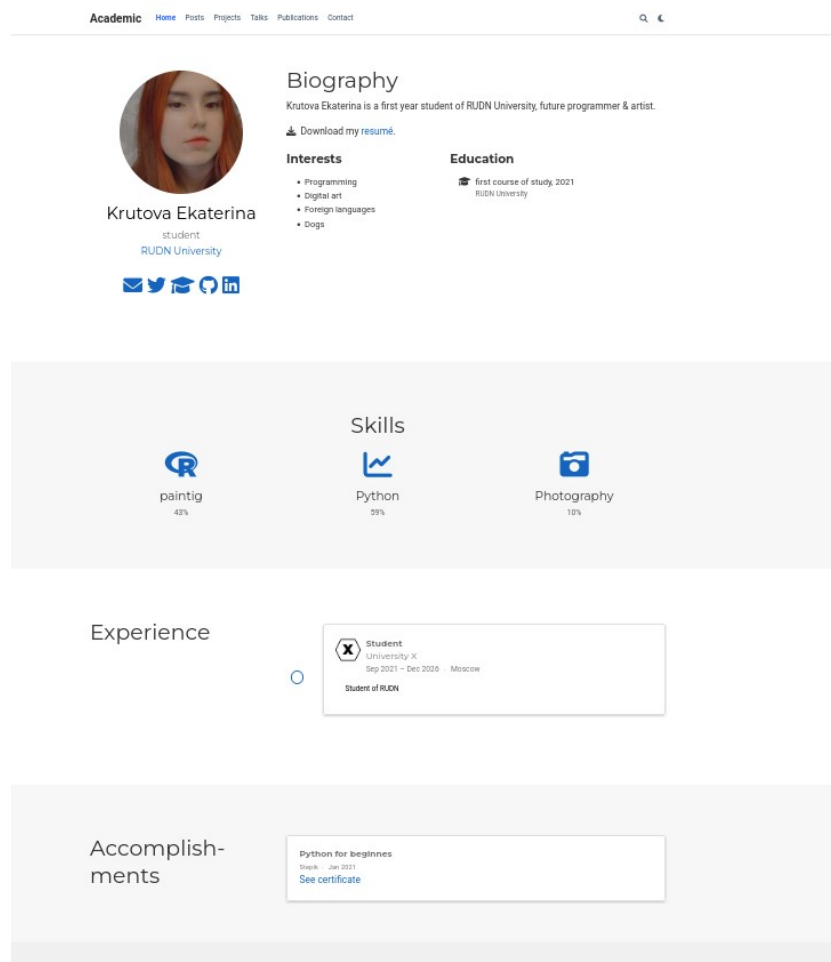 Academic Home Posts Projects Talks Publications Contact
Biography
Krutova Ekaterina is a first year student of RUDN University, future programmer & artist.
Download my resumé.
Interests
Programming
Digital art
Foreign languages
Dogs
Education
first course of study, 2021
RUDN University
Krutova Ekaterina
student
RUDN University
in
Skills
R
paintig
43%
Python
59%
Photography
10%
Experience
X
Student
University X
Sep 2021 – Dec 2026 · Moscow
Student of RUDN
Accomplish-
ments
Python for beginnes
Stepik · Jan 2021
See certificate